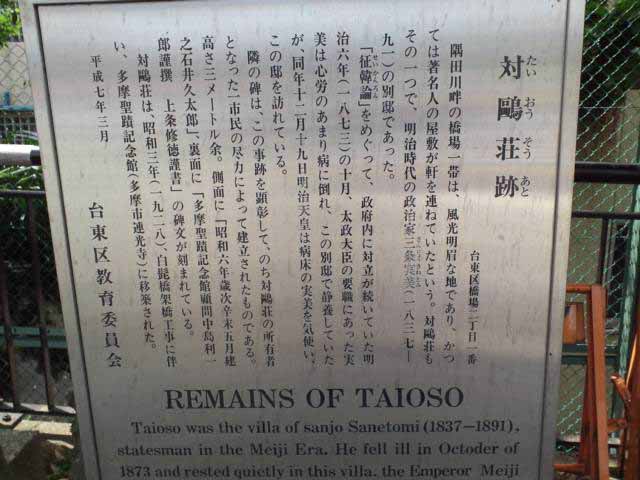 対鷗荘跡
たい おう そう あと
台東区橋場二丁目一番
隅田川畔の橋場一帯は、風光明眉な地であり、かつ
ては著名人の屋敷が軒を連ねていたという。対鷗荘も
その一つで、明治時代の政治家三条実美(一八三七―
九一)の別邸であった。
「征韓論」をめぐって、政府内に対立が続いていた明
せいかんろん
治六年(一八七三)の十月、太政大臣の要職にあった実
美は心労のあまり病に倒れ、この別邸で静養していた
が、同年十二月十九日明治天皇は病床の実美を気使い、
この邸を訪れている。
隣の碑は、この事跡を顕彰して、のち対鷗荘の所有者
となった一市民の尽力によって建立されたものである。
高さ三メートル余。側面に「昭和六年歳次辛未五月建
之石井久太郎」、裏面に「多摩聖蹟記念館顧問中島利一
郎謹撰 上条修徳謹書」の碑文が刻まれている。
対鷗荘は、昭和三年(一九二八)、白髭橋架橋工事に伴
い、多摩聖蹟記念館(多摩市連光寺)に移築された。
平成七年三月
台東区教育委員会
REMAINS OF TAIOSO
Taioso was the villa of sanjo Sanetomi (1837−1891),
statesman in the Meiji Era. He fell ill in Octoder of
1873 and rested quietly in this villa. the Emperor Meiji